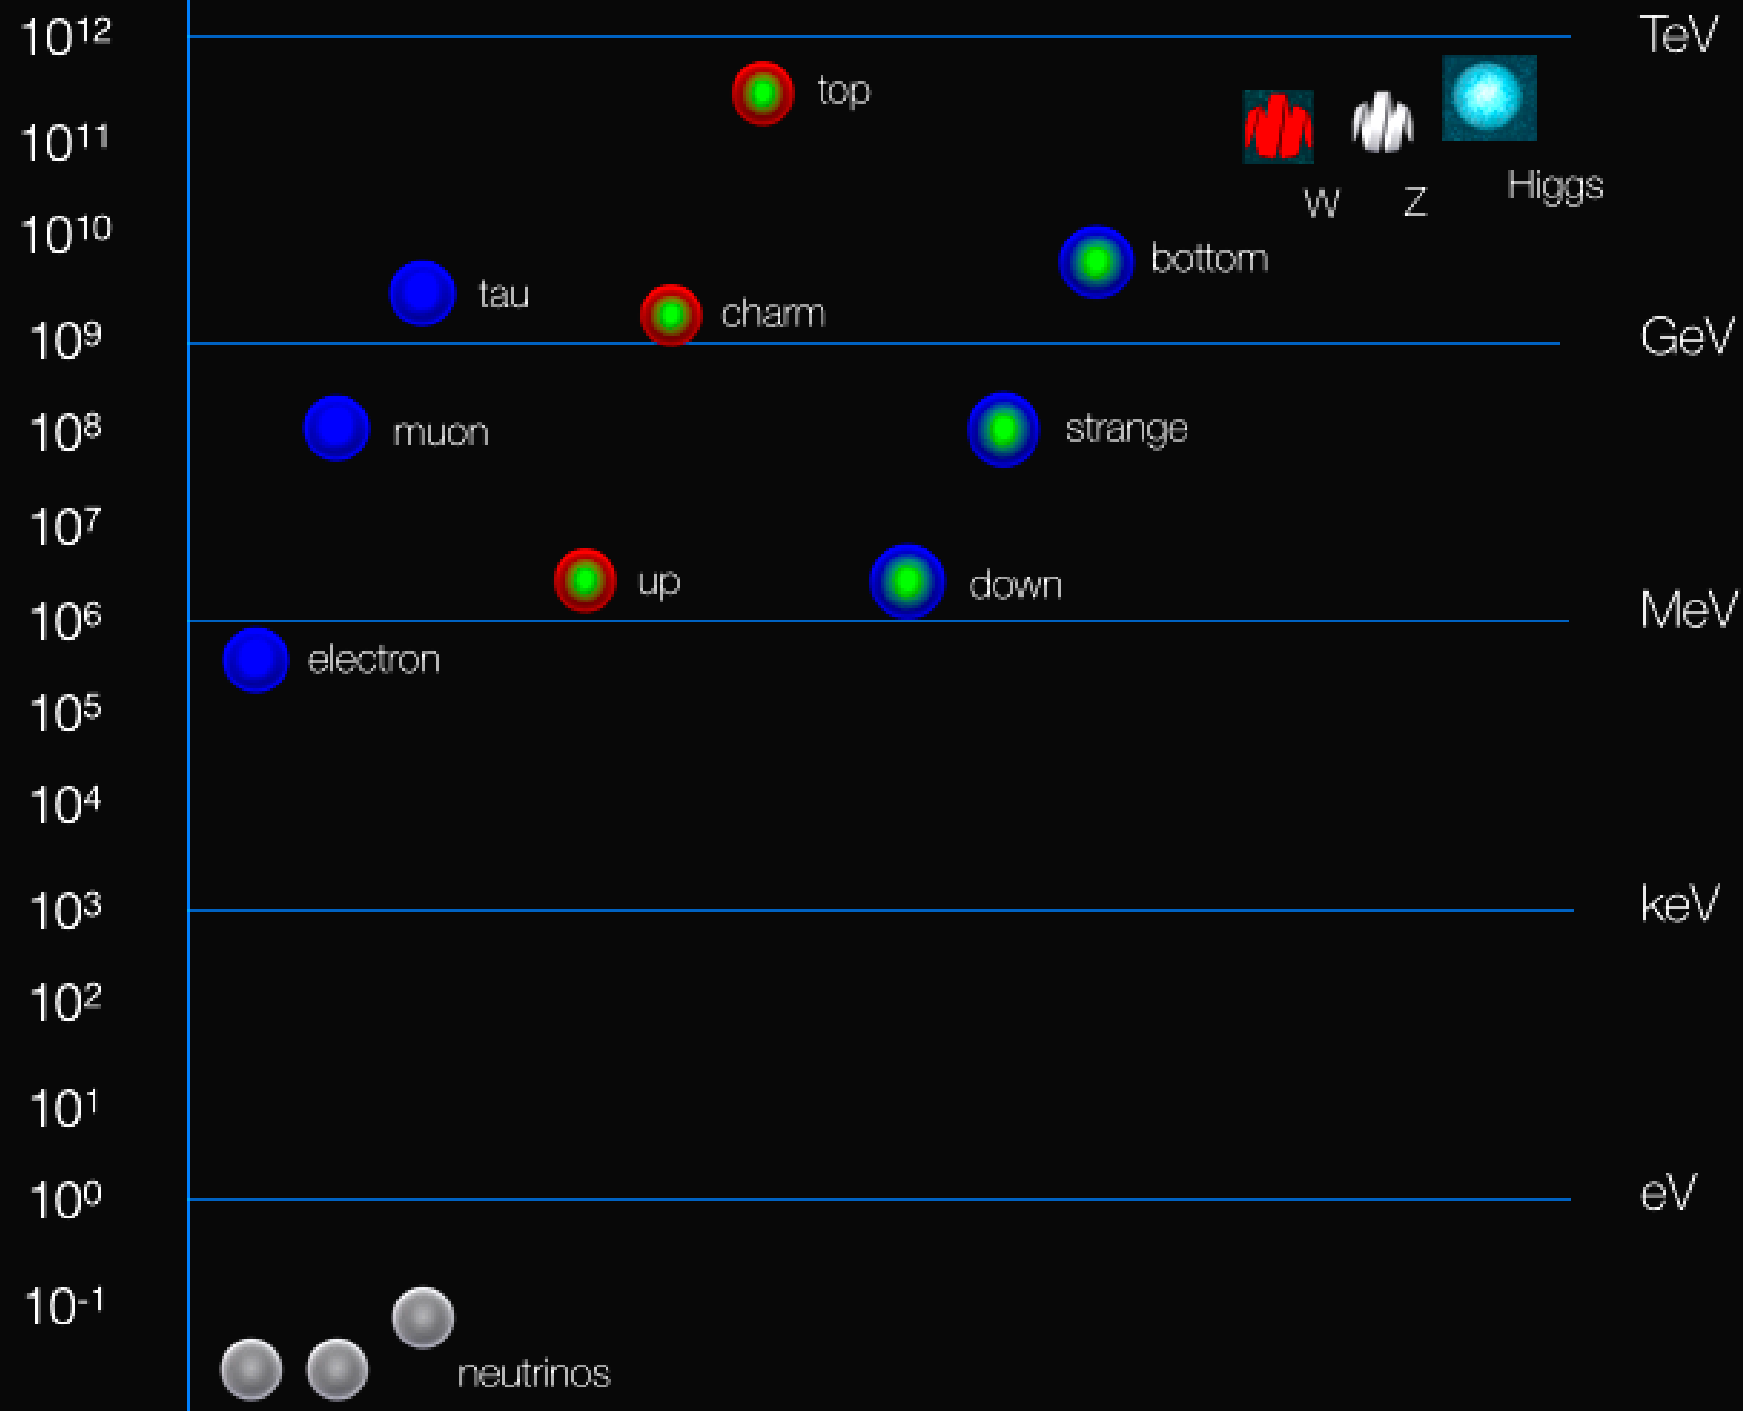 10¹² TeV
top
10¹¹
Higgs
W Z
10¹⁰
bottom
tau
charm
10⁹ GeV
muon strange
10⁸
10⁷
up down
10⁶ MeV
electron
10⁵
10⁴
10³ keV
10²
10¹
10⁰ eV
10⁻¹
neutrinos